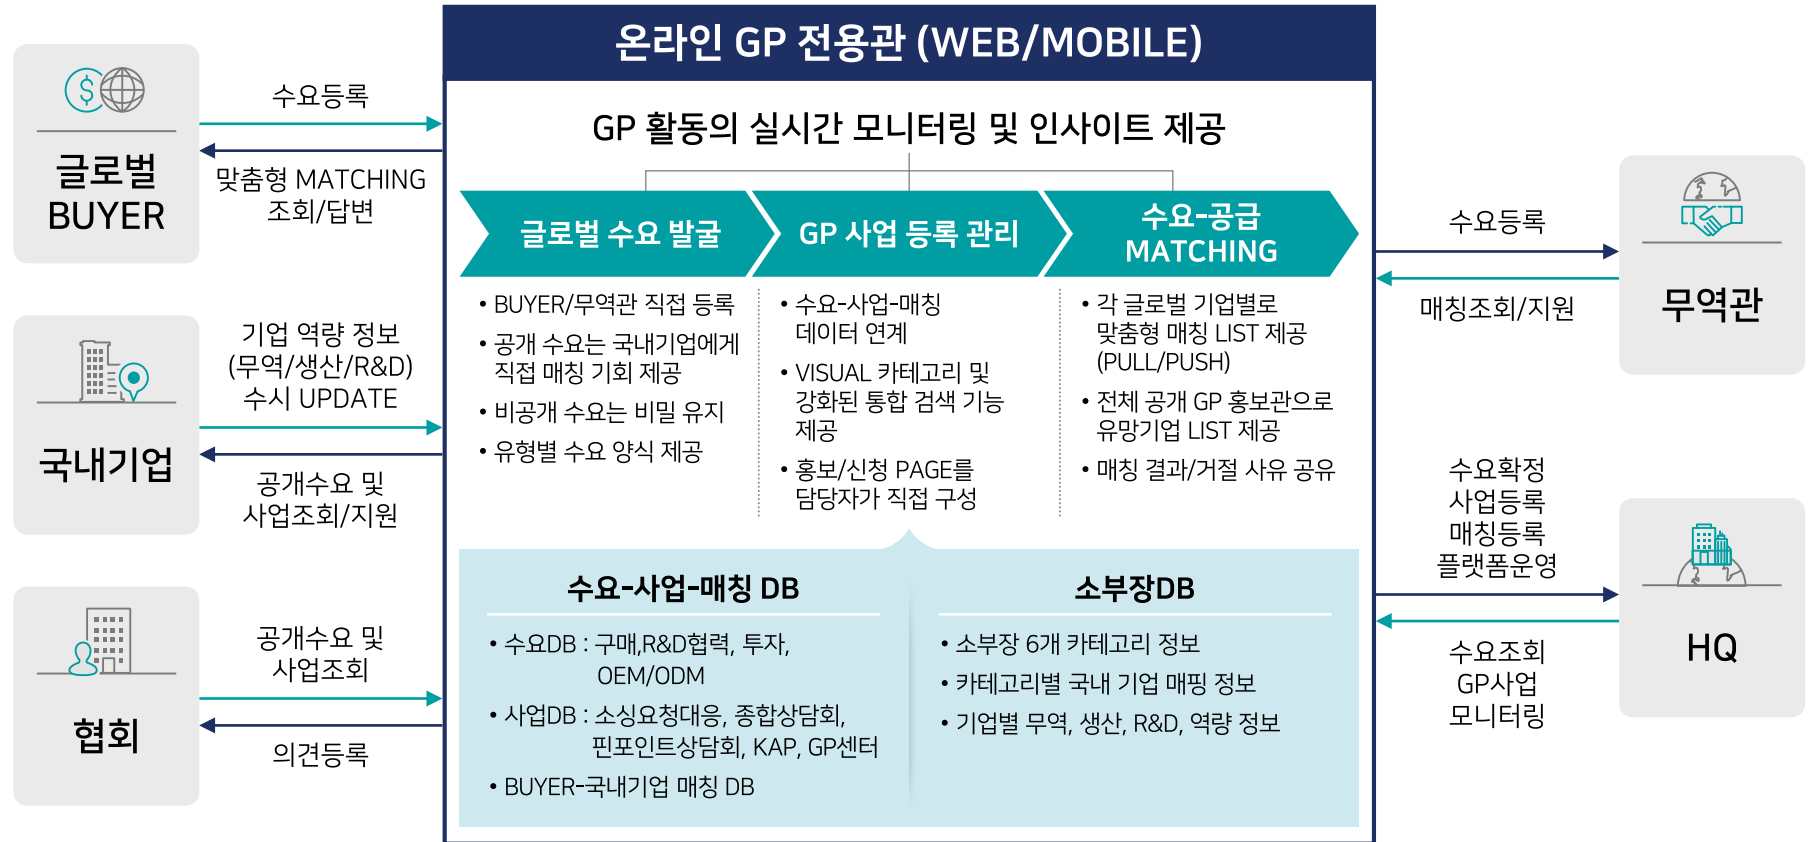 온라인 GP 전용관 (WEB/MOBILE)
GP 활동의 실시간 모니터링 및 인사이트 제공
글로벌
BUYER
수요등록
맞춤형 MATCHING
조회/답변
국내기업
기업 역량 정보
(무역/생산/R&D)
수시 UPDATE
공개수요 및
사업조회/지원
협회
공개수요 및
사업조회
의견등록
글로벌 수요 발굴
• BUYER/무역관 직접 등록
• 공개 수요는 국내기업에게
직접 매칭 기회 제공
• 비공개 수요는 비밀 유지
• 유형별 수요 양식 제공
GP 사업 등록 관리
• 수요-사업-매칭
데이터 연계
• VISUAL 카테고리 및
강화된 통합 검색 기능
제공
• 홍보/신청 PAGE를
담당자가 직접 구성
수요-공급
MATCHING
• 각 글로벌 기업별로
맞춤형 매칭 LIST 제공
(PULL/PUSH)
• 전체 공개 GP 홍보관으로
유망기업 LIST 제공
• 매칭 결과/거절 사유 공유
수요-사업-매칭 DB
• 수요DB : 구매,R&D협력, 투자,
OEM/ODM
• 사업DB : 소싱요청대응, 종합상담회,
핀포인트상담회, KAP, GP센터
• BUYER-국내기업 매칭 DB
소부장DB
• 소부장 6개 카테고리 정보
• 카테고리별 국내 기업 매핑 정보
• 기업별 무역, 생산, R&D, 역량 정보
수요등록
매칭조회/지원
무역관
수요확정
사업등록
매칭등록
플랫폼운영
수요조회
GP사업
모니터링
HQ